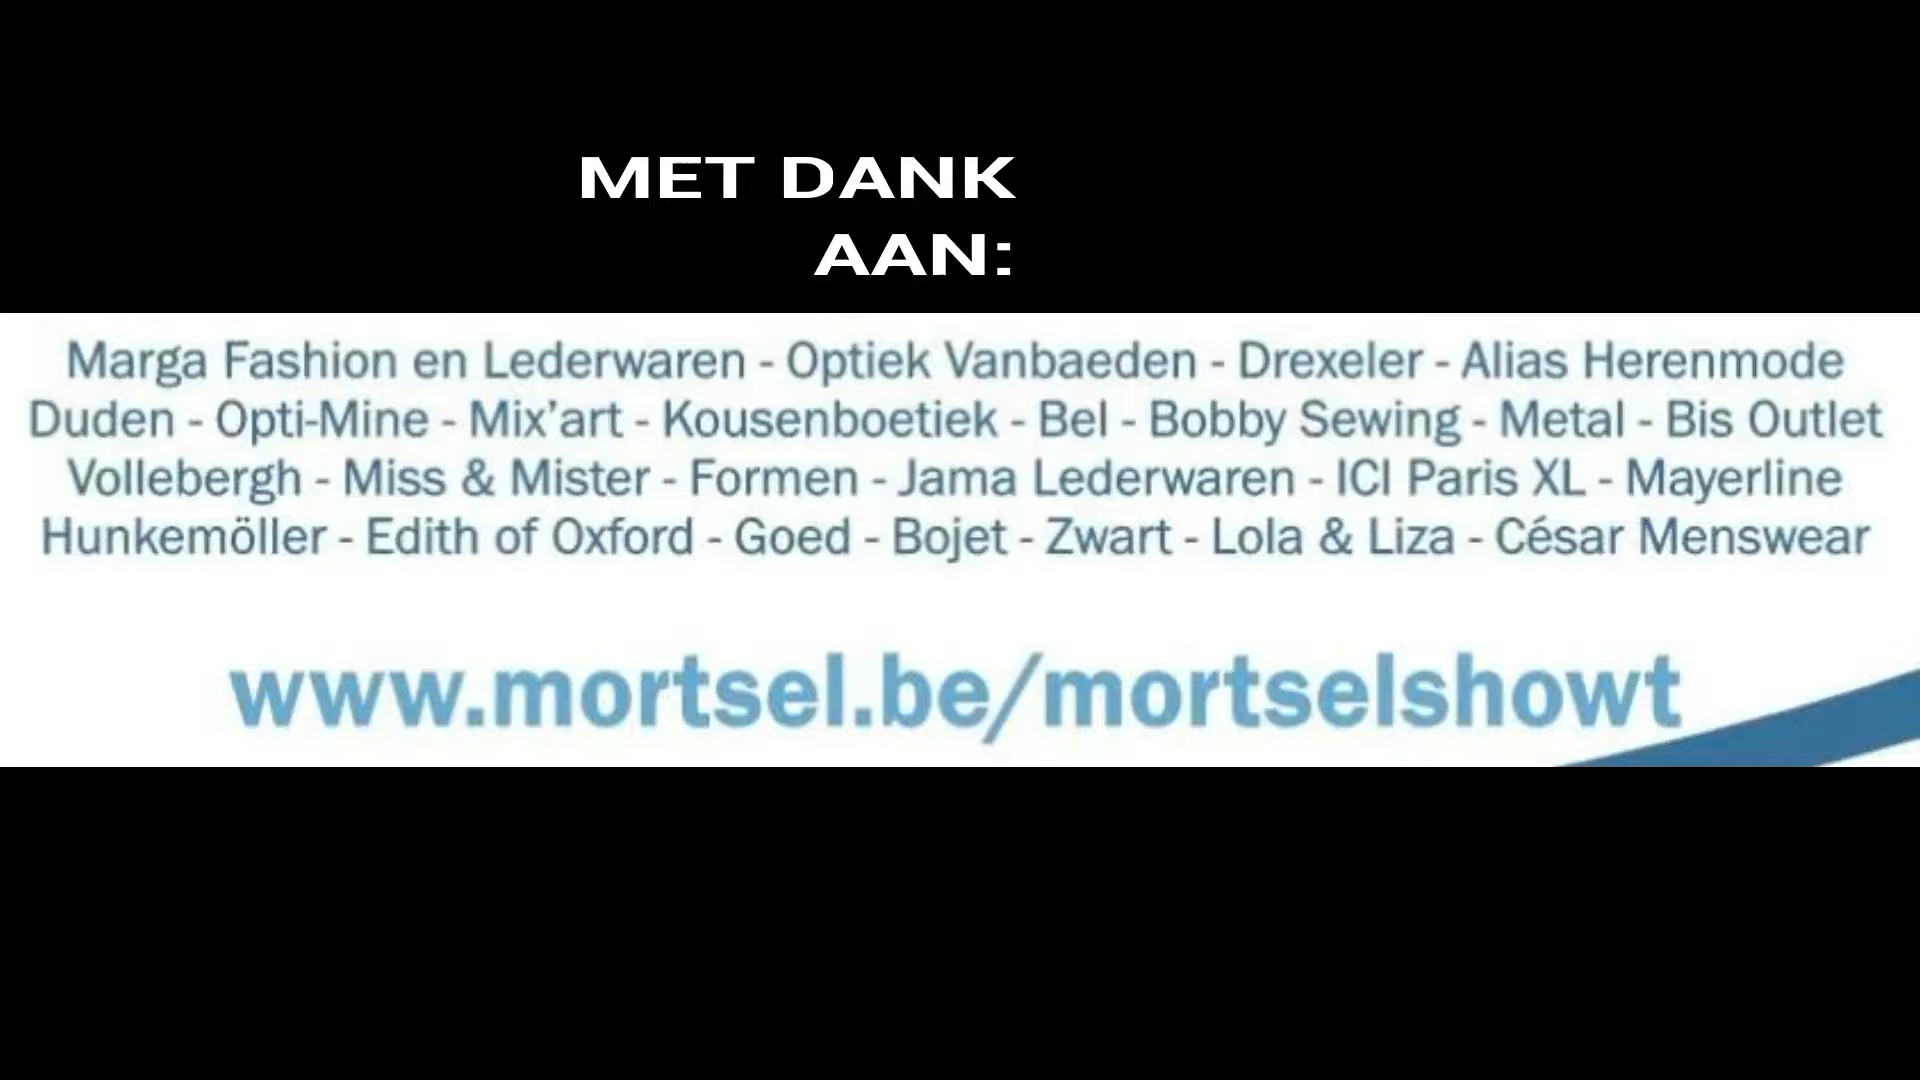 MET DANK
AAN:
Marga Fashion en Lederwaren - Optiek Vanbaeden - Drexeler - Alias Herenmode
Duden - Opti-Mine - Mix’art - Kousenboetiek - Bel - Bobby Sewing - Metal - Bis Outlet
Vollebergh - Miss & Mister - Formen - Jama Lederwaren - ICI Paris XL - Mayerline
Hunkemöller - Edith of Oxford - Goed - Bojet - Zwart - Lola & Liza - César Menswear
www.mortsel.be/mortselshowt